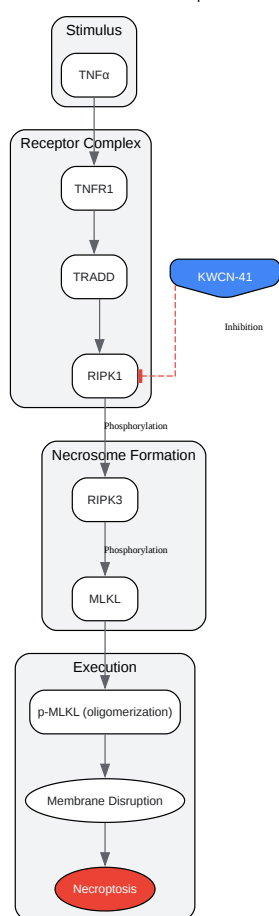 Stimulus
TNFα
Receptor Complex
TNFR1
TRADD
KWCN-41
Inhibition
RIPK1
Phosphorylation
Necrosome Formation
RIPK3
Phosphorylation
MLKL
Execution
p-MLKL (oligomerization)
Membrane Disruption
Necroptosis